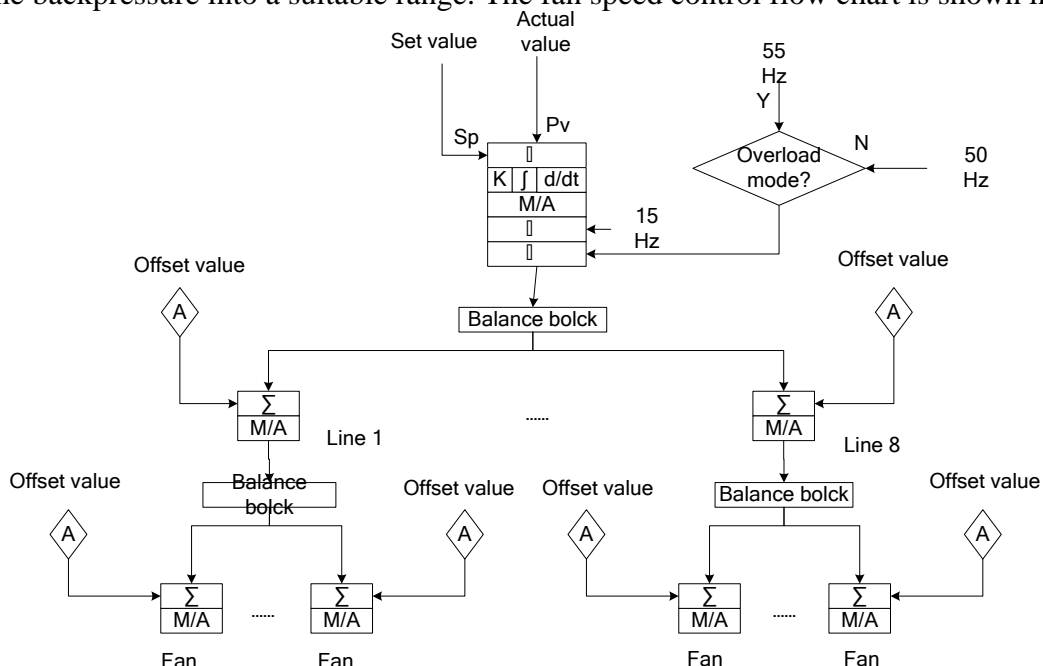 the backpressure into a suitable range. The fan speed control flow chart is shown
Set value
Actual
value
55
Hz
Y
Sp
Pv
N
K ∫ d/dt
M/A
Overload
mode?
50
Hz
15
Hz
Offset value
Offset value
A
A
Balance bolck
Σ
M/A
Line 1
......
Σ
M/A
Line 8
Offset value
Balance
bolck
Offset value
Offset value
Balance bolck
Offset value
A
A
A
A
Σ
M/A
......
Σ
M/A
Σ
M/A
......
Σ
M/A
Fan
Fan
Fan
Fan